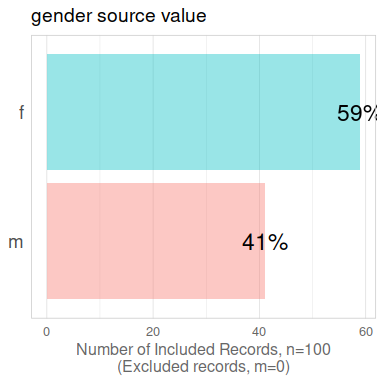 gender source value
f
59%
m
41%
0 20 40 60
Number of Included Records, n=100
(Excluded records, m=0)